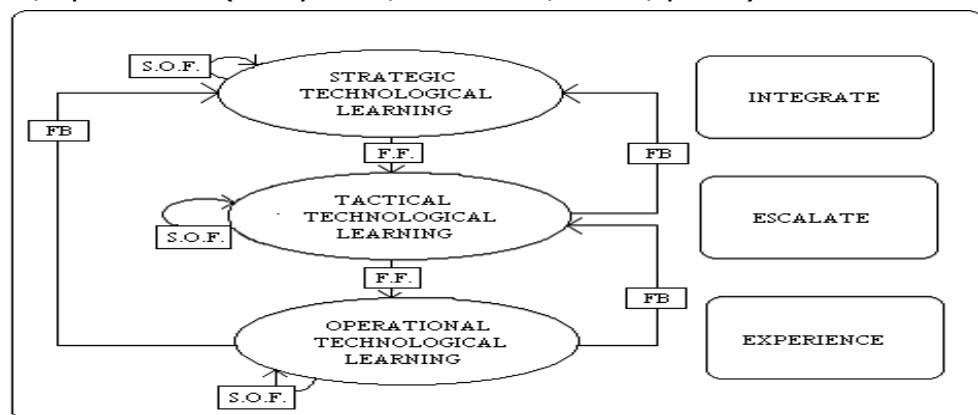 S.O.F.
STRATEGIC
TECHNOLOGICAL
LEARNING
INTEGRATE
FB
F.F.
FB
TACTICAL
TECHNOLOGICAL
LEARNING
ESCALATE
S.O.F.
F.F.
FB
OPERATIONAL
TECHNOLOGICAL
LEARNING
EXPERIENCE
S.O.F.